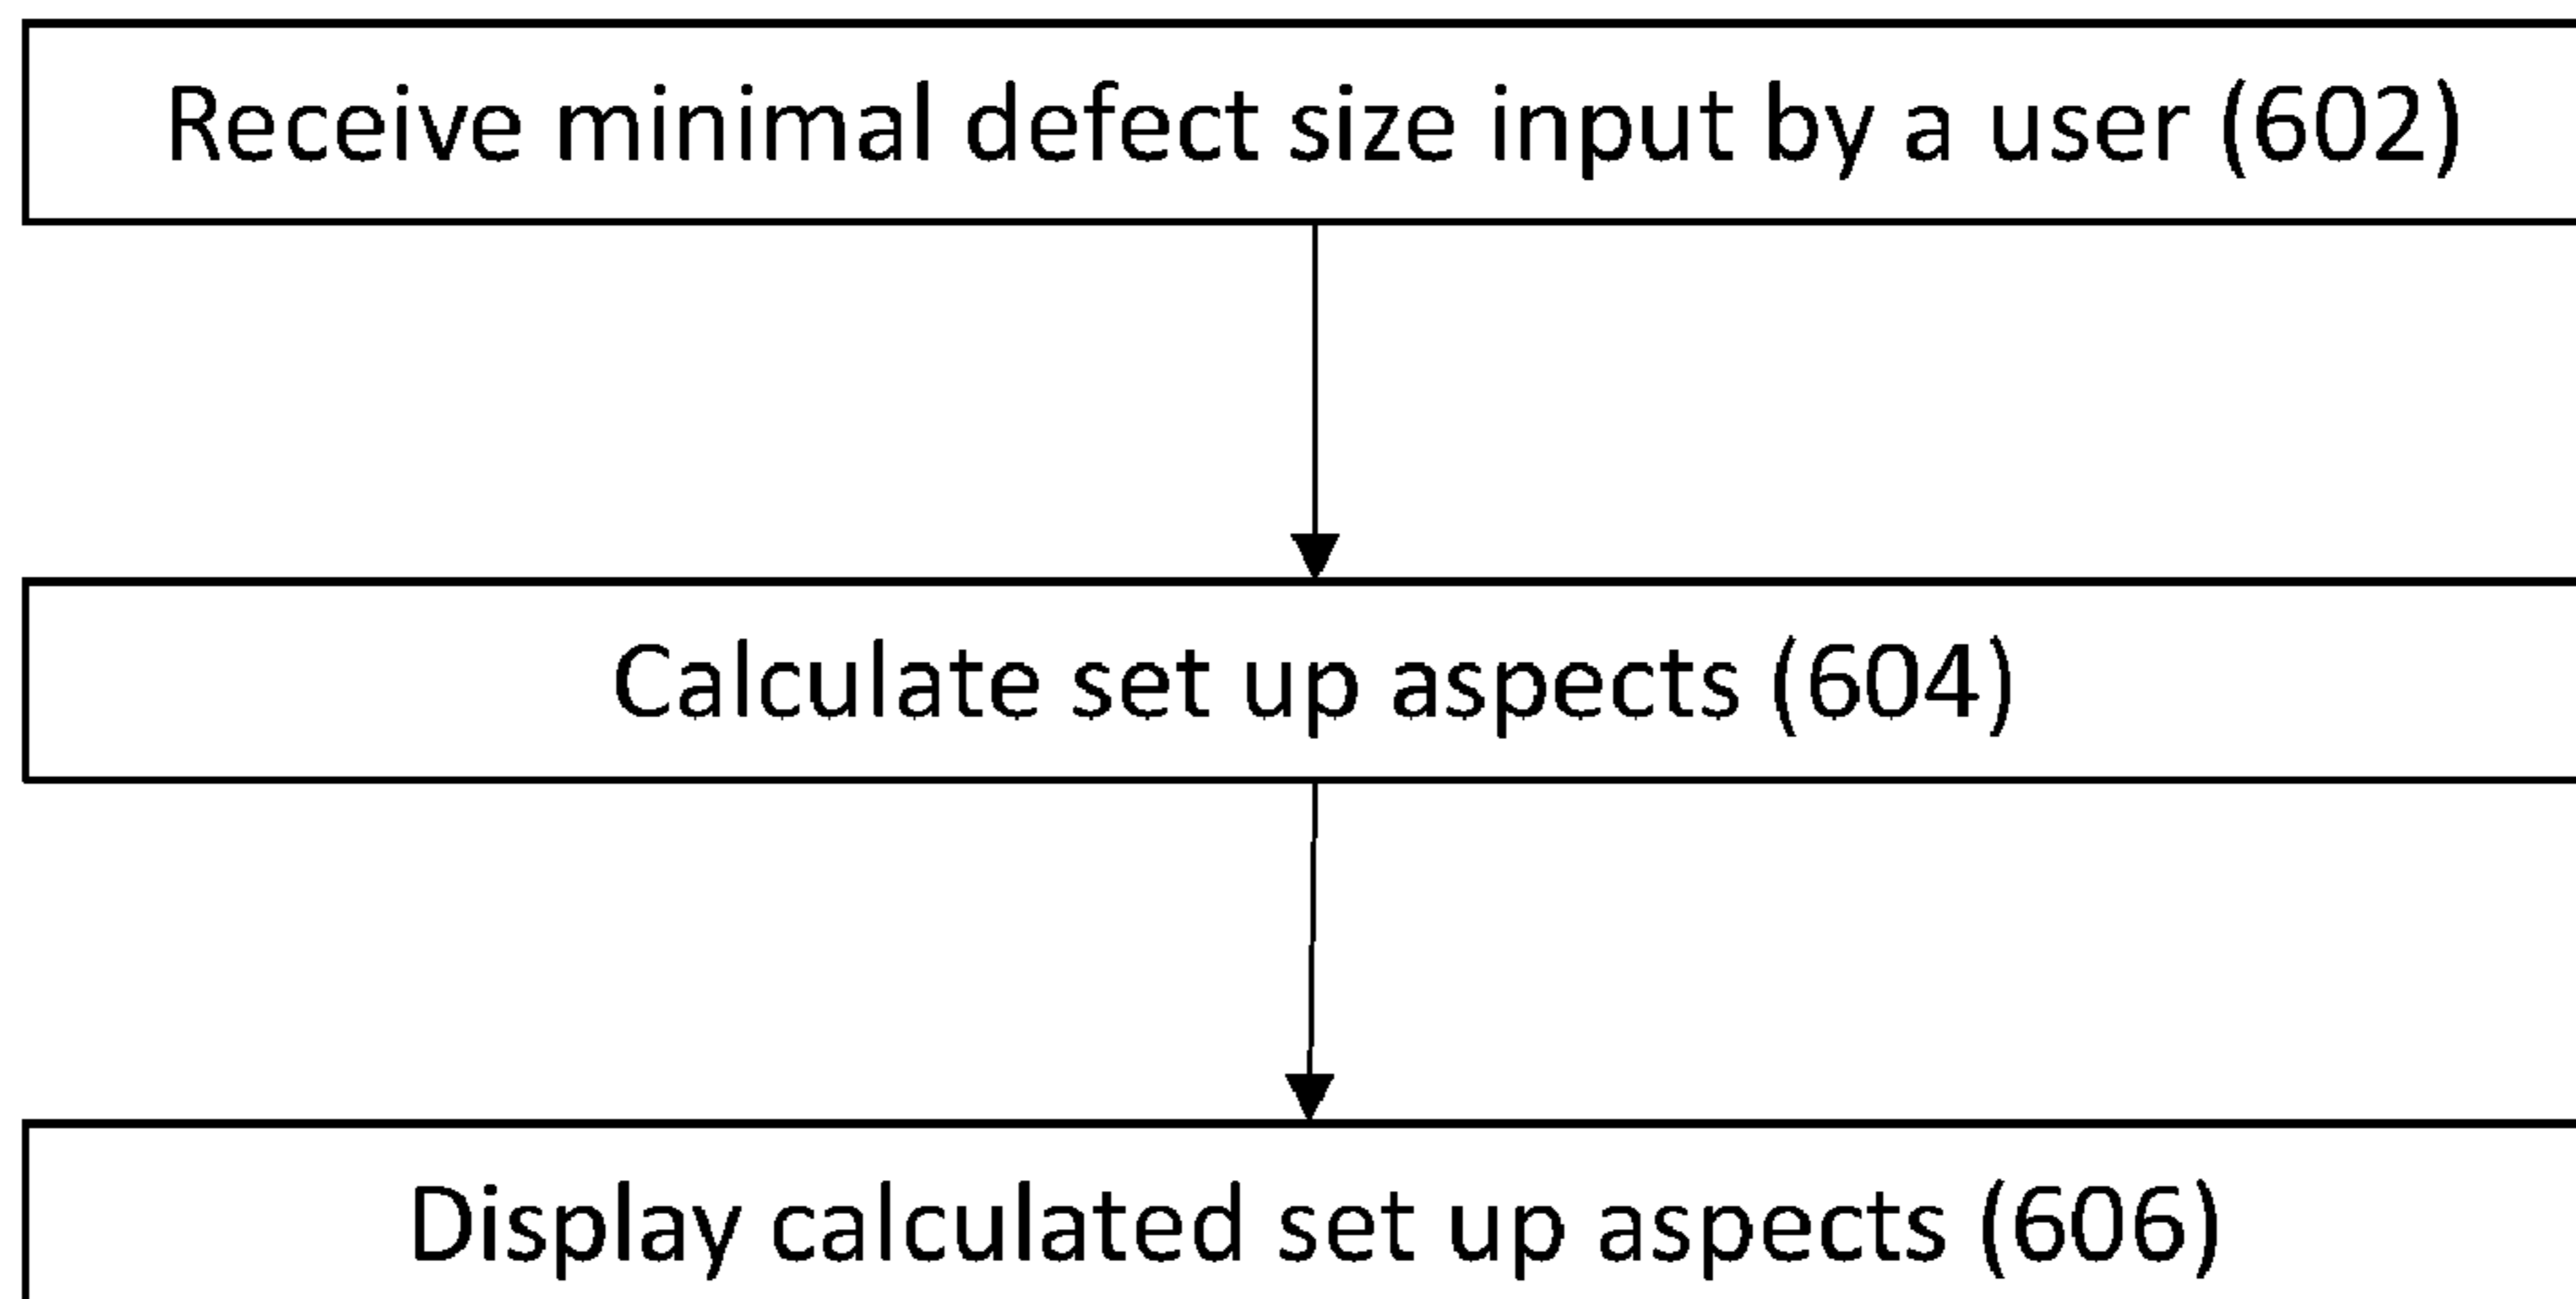 Receive minimal defect size input by a user (602)
Calculate set up aspects (604)
Display calculated set up aspects (606)